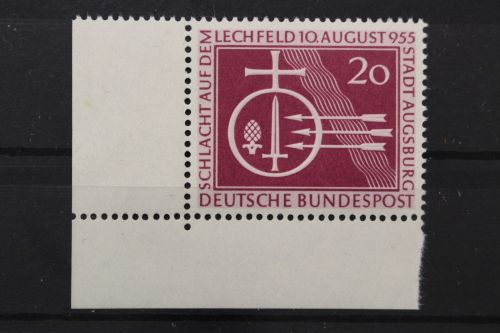 SCHLACHT AUF DEM
LECHFELD 10. AUGUST 955
STADT AUGSBURG
20
DEUTSCHE BUNDESPOST